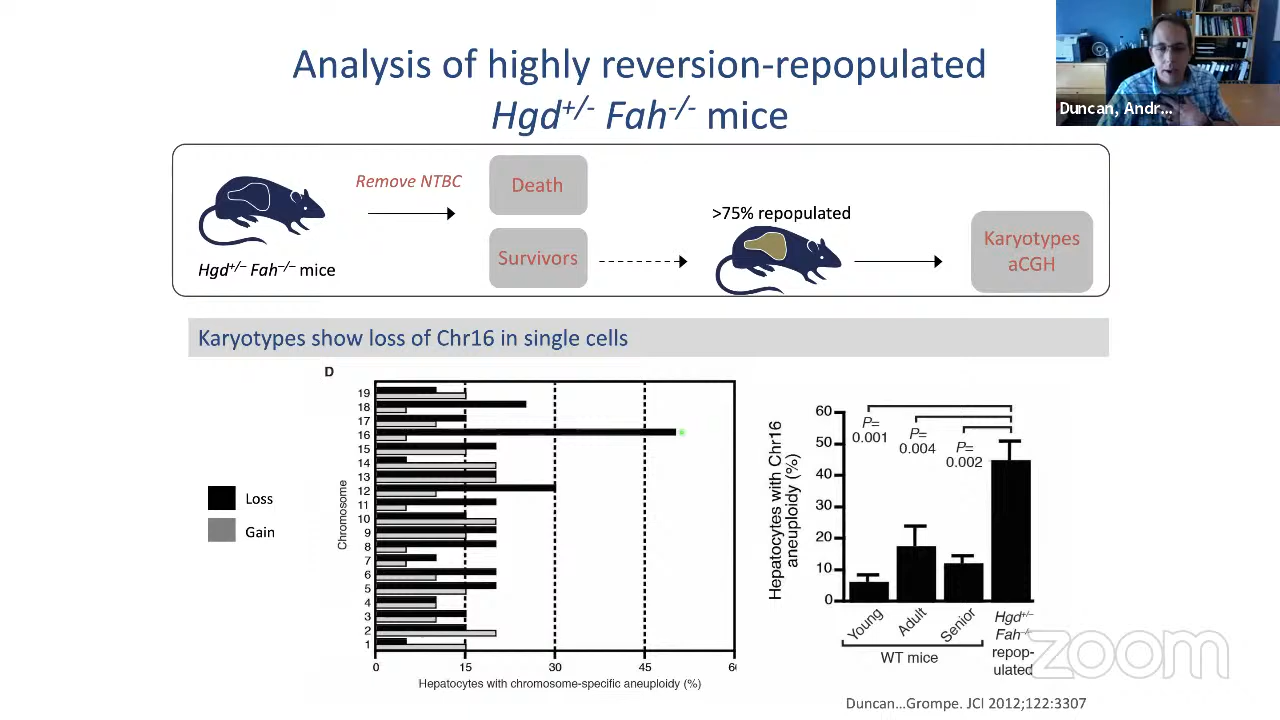 Analysis of highly reversion-repopulated
Hgd+/- Fah-/- mice
Duncan, Andr...
Remove NTBC
Death
Survivors
Hgd+/– Fah–/– mice
>75% repopulated
Karyotypes
aCGH
Karyotypes show loss of Chr16 in single cells
D
Loss
Gain
Chromosome
19
18
17
16
15
14
13
12
11
10
9
8
7
6
5
4
3
2
1
0 15 30 45 6
Hepatocytes with chromosome-specific aneuploidy (%)
Hepatocytes with Chr16
aneuploidy (%)
60
50
40
30
20
10
0
P=
0.001
P=
0.004
P=
0.002
Young
Adult
Senior
WT mice
Hgd+/–
Fah–/–
repop-
ulated
zoom
Duncan...Grompe. JCI 2012;122:3307